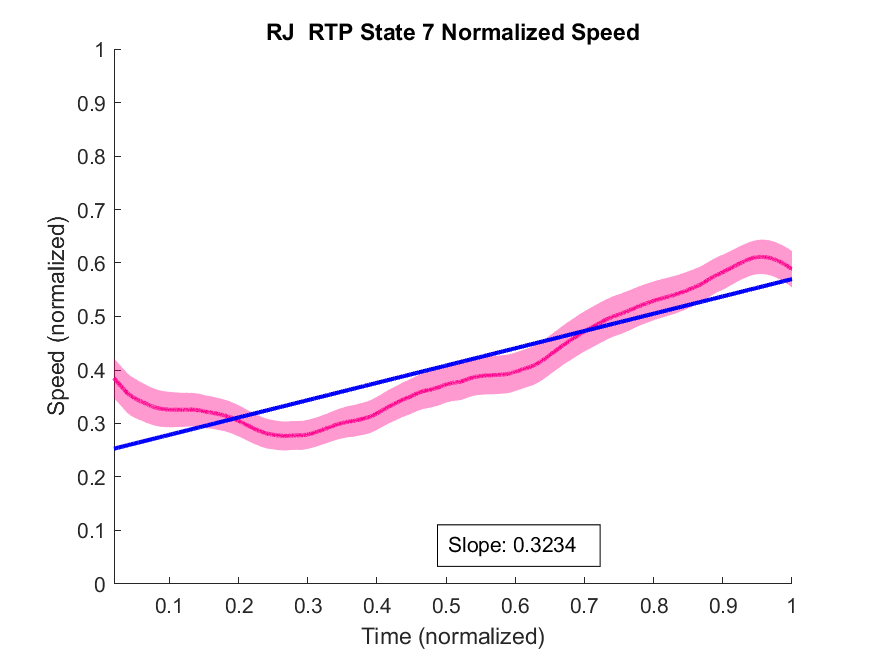 RJ  RTP State 7 Normalized Speed
1
0.9
0.8
0.7
0.6
0.5
0.4
0.3
0.2
0.1
0
Speed (normalized)
Slope: 0.3234
0.1 0.2 0.3 0.4 0.5 0.6 0.7 0.8 0.9 1
Time (normalized)